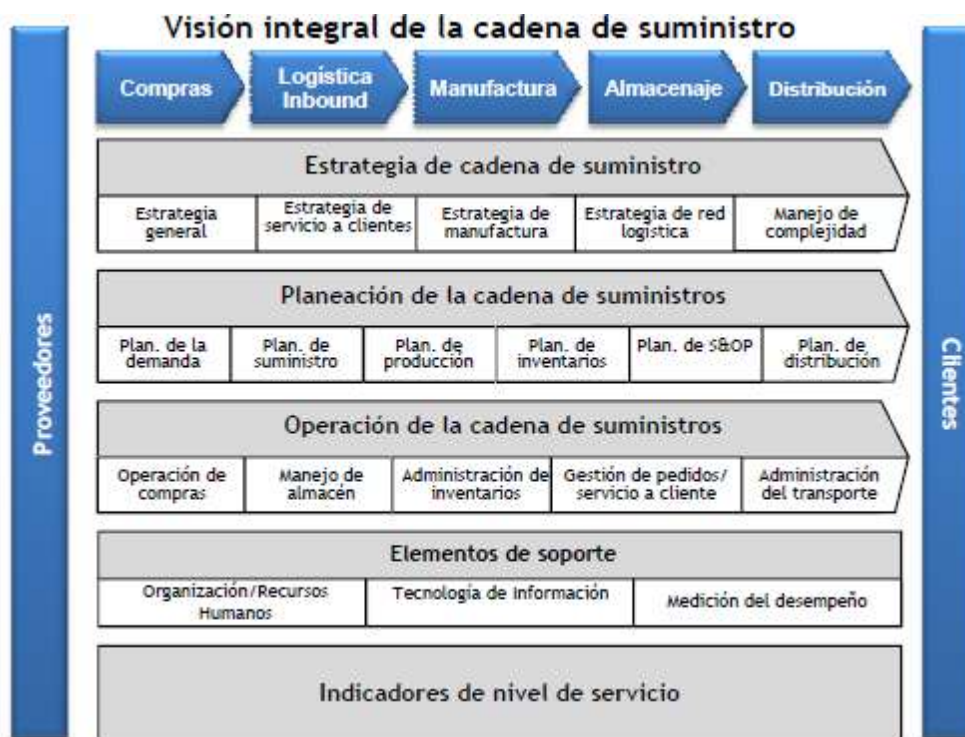 Visión integral de la cadena de suministro
Compras
Logística
Inbound
Manufactura
Almacenaje
Distribución
Proveedores
Clientes
Estrategia de cadena de suministro
Estrategia
general
Estrategia de
servicio a clientes
Estrategia de
manufactura
Estrategia de red
logística
Manejo de
complejidad
Planeación de la cadena de suministros
Plan. de la
demanda
Plan. de
suministro
Plan. de
producción
Plan. de
inventarios
Plan. de S&OP
Plan. de
distribución
Operación de la cadena de suministros
Operación de
compras
Manejo de
almacén
Administración de
inventarios
Gestión de pedidos/
servicio a cliente
Administración
del transporte
Elementos de soporte
Organización/Recursos
Humanos
Tecnología de Información
Medición del desempeño
Indicadores de nivel de servicio